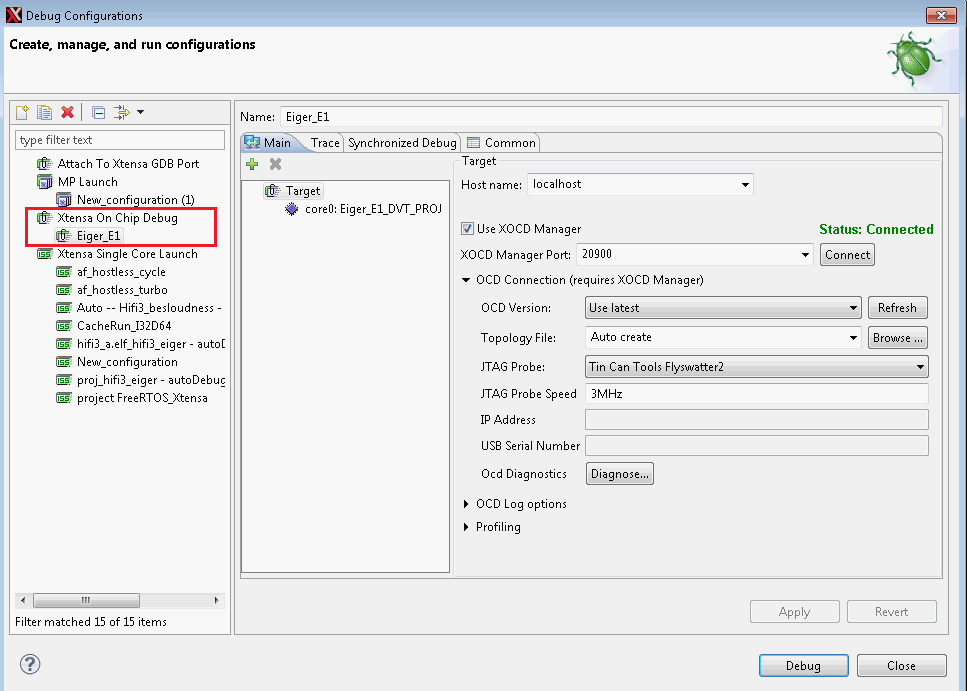 Debug Configurations
Create, manage, and run configurations
type filter text
Attach To Xtensa GDB Port
MP Launch
New_configuration (1)
Xtensa On Chip Debug
Eiger_E1
Xtensa Single Core Launch
af_hostless_cycle
af_hostless_turbo
Auto -- Hifi3_besloudness -
CacheRun_I32D64
hifi3_a.elf_hifi3_eiger - autoD
New_configuration
proj_hifi3_eiger - autoDebug
project FreeRTOS_Xtensa
Filter matched 15 of 15 items
Name: Eiger_E1
Main Trace Synchronized Debug Common
Target
core0: Eiger_E1_DVT_PROJ
Target
Host name: localhost
Use XOCD Manager Status: Connected
XOCD Manager Port: 20900 Connect
OCD Connection (requires XOCD Manager)
OCD Version: Use latest Refresh
Topology File: Auto create Browse ...
JTAG Probe: Tin Can Tools Flyswatter2
JTAG Probe Speed 3MHz
IP Address
USB Serial Number
Ocd Diagnostics Diagnose...
OCD Log options
Profiling
Apply Revert
? Debug Close